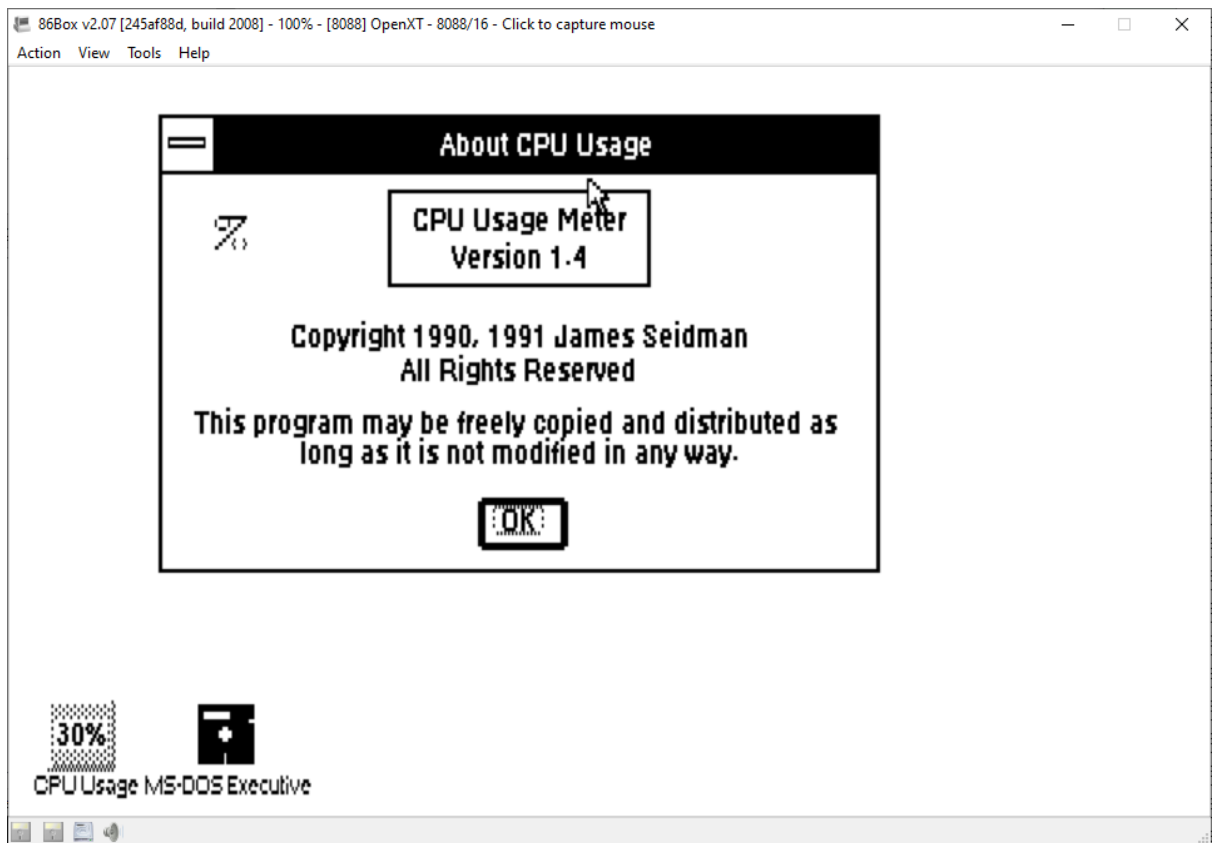 86Box v2.07 [245af88d, build 2008] - 100% - [8088] OpenXT - 8088/16 - Click to capture mouse
Action View Tools Help
About CPU Usage
CPU Usage Meter
Version 1.4
Copyright 1990, 1991 James Seidman
All Rights Reserved
This program may be freely copied and distributed as
long as it is not modified in any way.
OK
30%
CPU Usage MS-DOS Executive